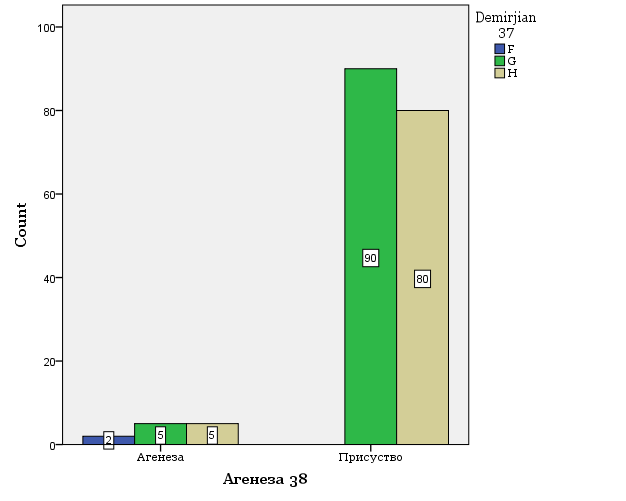 Demirjian
37
F
G
H
100
80
60
40
20
0
Count
2
5
5
90
80
Агенеза
Присуство
Агенеза 38